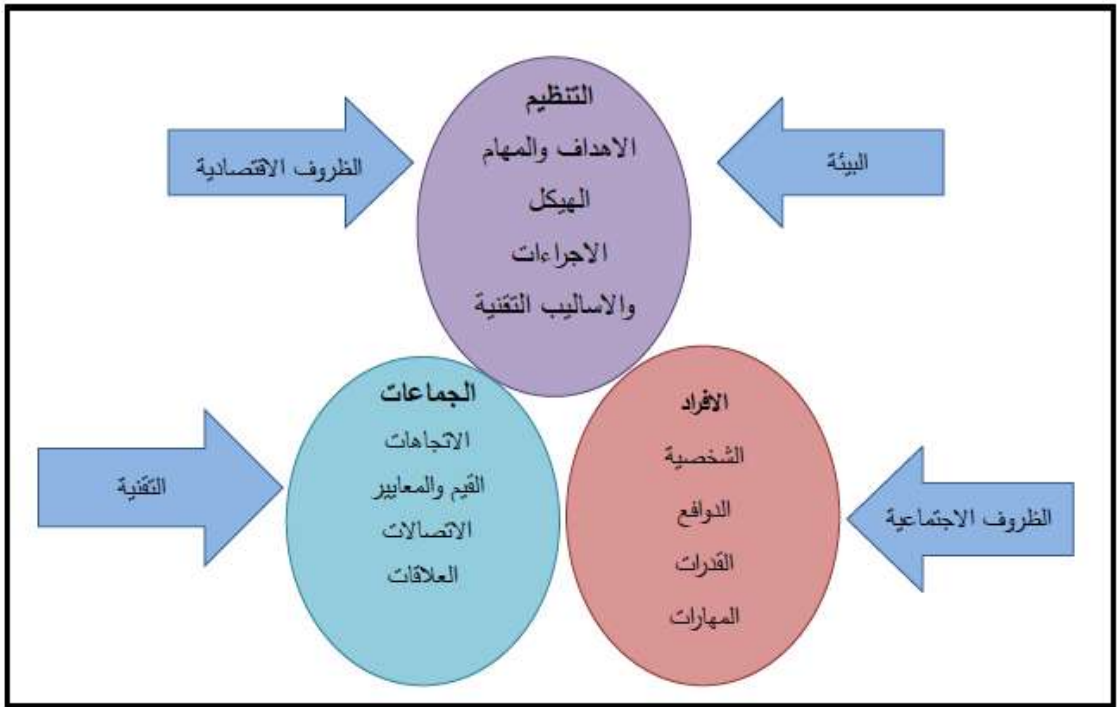 التنظيم
الاهداف والمهام
الهيكل
الاجراءات
والاساليب التقنية
البيئة
الظروف الاقتصادية
الافراد
الشخصية
الدوافع
القدرات
المهارات
الجماعات
الاتجاهات
القيم والمعايير
الاتصالات
العلاقات
الظروف الاجتماعية
التقنية